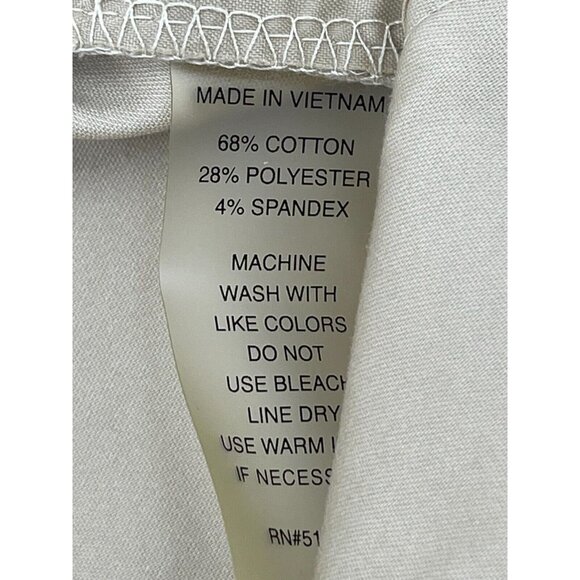 MADE IN VIETNAM
68% COTTON
28% POLYESTER
4% SPANDEX
MACHINE
WASH WITH
LIKE COLORS
DO NOT
USE BLEACH
LINE DRY
USE WARM
IF NECESS
RN#51